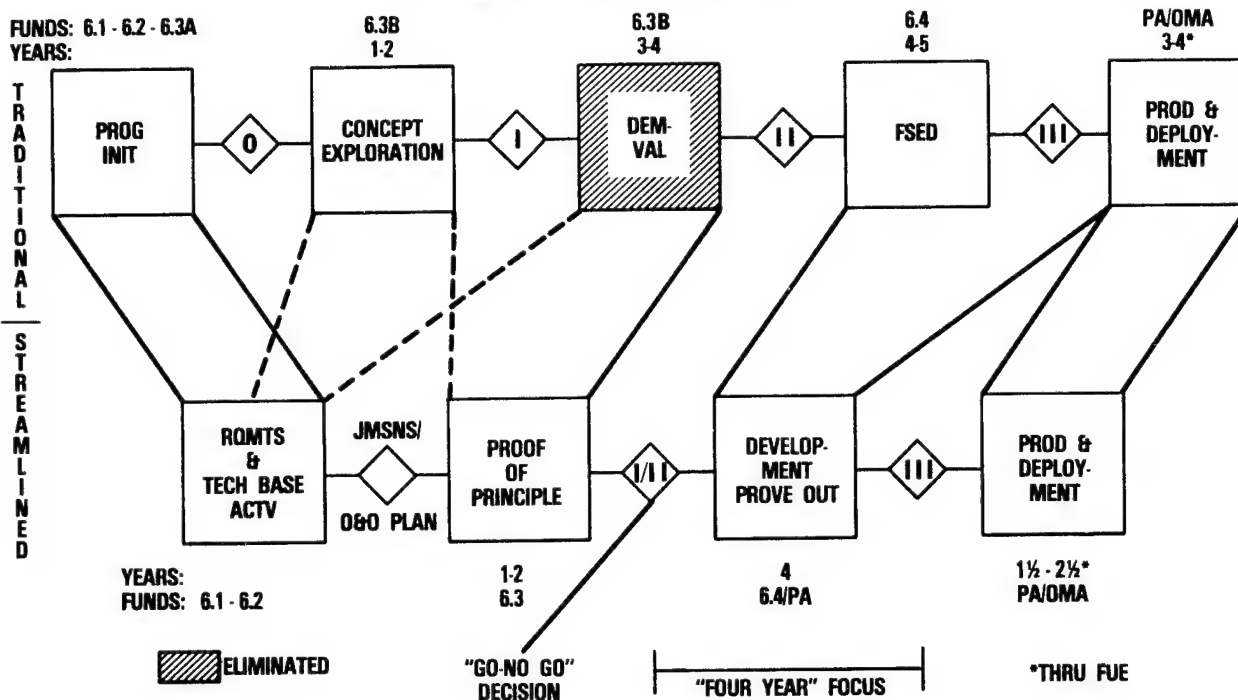 FUNDS: 6.1 - 6.2 - 6.3A
YEARS:
6.3B
1-2
6.3B
3-4
6.4
4-5
PA/OMA
3-4*
TRADITIONAL
PROG
INIT
0
CONCEPT
EXPLORATION
I
DEM-
VAL
II
FSED
III
PROD &
DEPLOY-
MENT
STREAMLINED
RQMTS
&
TECH BASE
ACTV
JMSNS/
O&O PLAN
PROOF
OF
PRINCIPLE
I/II
DEVELOP-
MENT
PROVE OUT
III
PROD &
DEPLOY-
MENT
YEARS:
FUNDS: 6.1 - 6.2
1-2
6.3
4
6.4/PA
1½ - 2½*
PA/OMA
ELIMINATED
"GO-NO GO"
DECISION
"FOUR YEAR" FOCUS
*THRU FUE